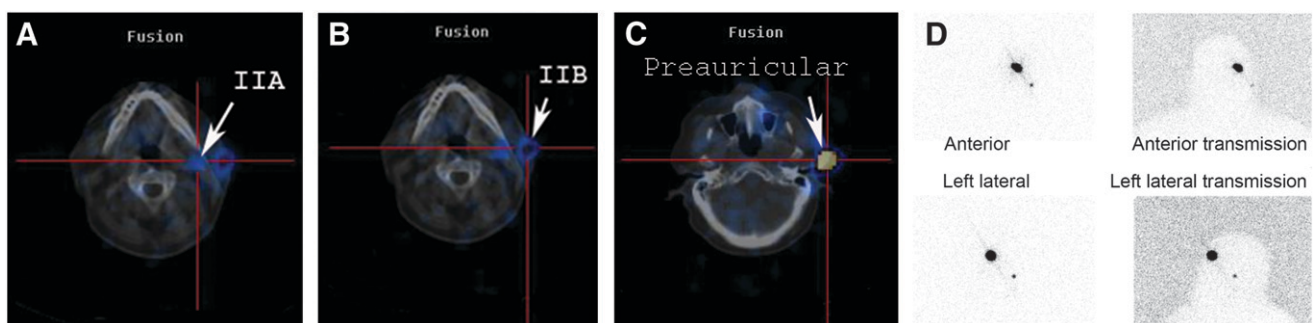 A
Fusion
IIA
B
Fusion
IIB
C
Fusion
Preauricular
D
Anterior
Anterior transmission
Left lateral
Left lateral transmission